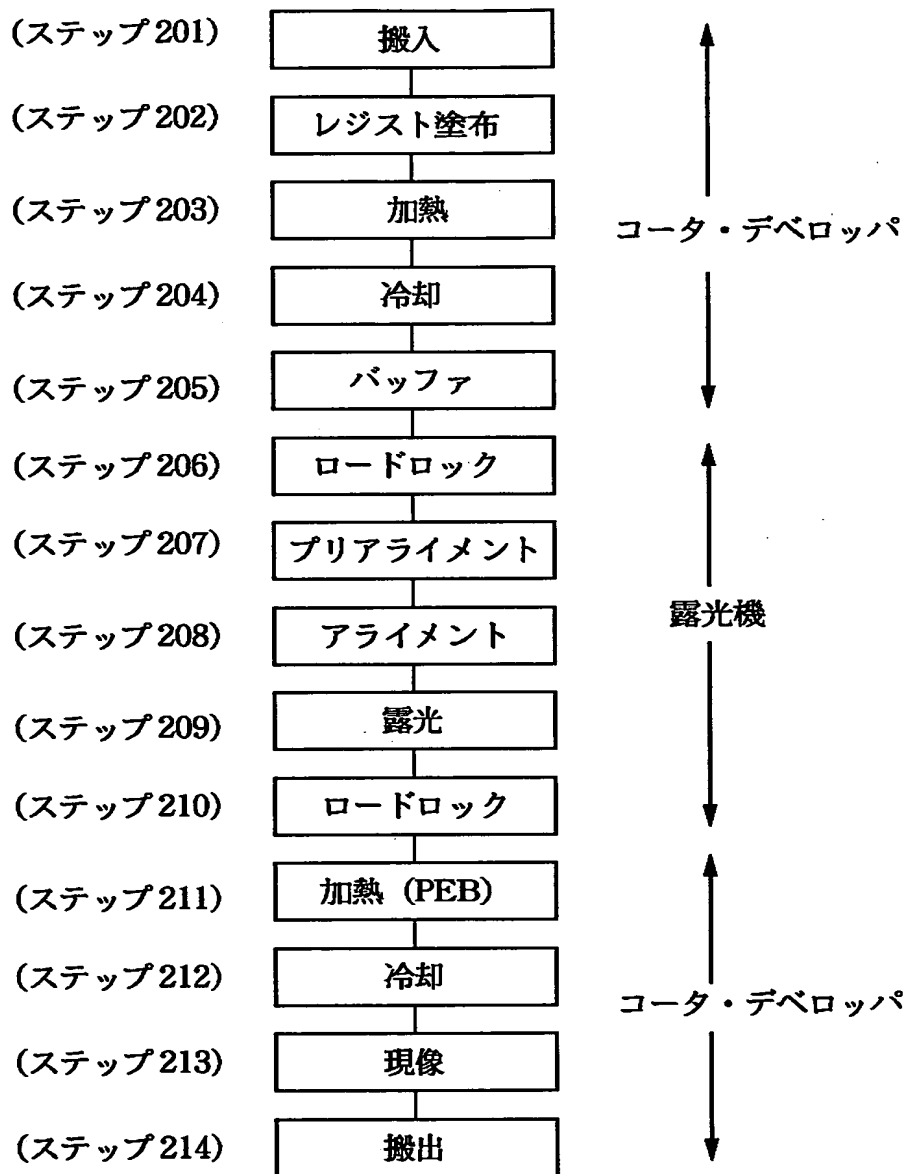 (ステップ201) 搬入
(ステップ202) レジスト塗布
(ステップ203) 加熱
コータ・デベロッパ
(ステップ204) 冷却
(ステップ205) バッファ
(ステップ206) ロードロック
(ステップ207) プリアライメント
(ステップ208) アライメント
露光機
(ステップ209) 露光
(ステップ210) ロードロック
(ステップ211) 加熱 (PEB)
(ステップ212) 冷却
コータ・デベロッパ
(ステップ213) 現像
(ステップ214) 搬出